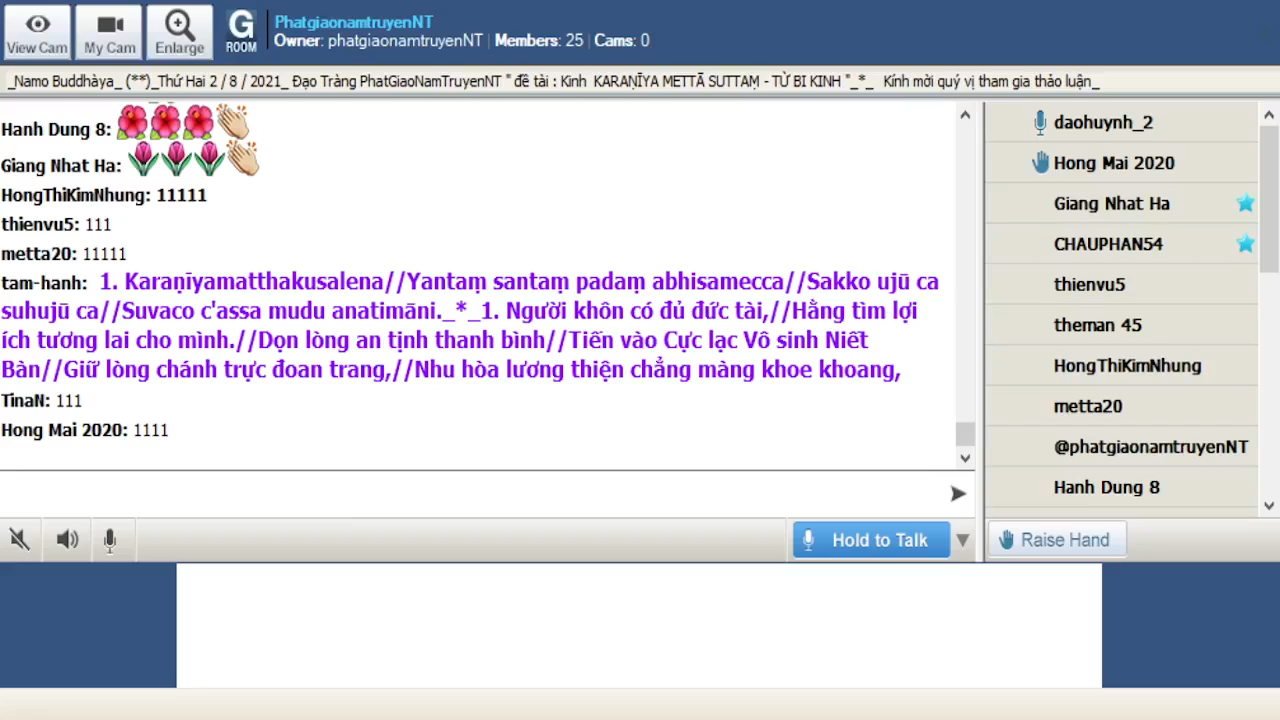 View Cam
My Cam
Enlarge
G
ROOM
PhatgiaonamtruyenNT
Owner: phatgiaonamtruyenNT | Members: 25 | Cams: 0
_Namo Buddhàya_ (**)_Thứ Hai 2 / 8 / 2021_ Đạo Tràng PhatGiaoNamTruyenNT " đề tài : Kinh KARAṆĪYA METTĀ SUTTAṂ - TỪ BI KINH "_*_ Kính mời quý vị tham gia thảo luận_
Hanh Dung 8:
Giang Nhat Ha:
HongThiKimNhung: 11111
thienvu5: 111
metta20: 11111
tam-hanh: 1. Karaṇīyamatthakusalena//Yantaṃ santaṃ padaṃ abhisamecca//Sakko ujū ca
suhujū ca//Suvaco c'assa mudu anatimāni._*_1. Người khôn có đủ đức tài,//Hằng tìm lợi
ích tương lai cho mình.//Dọn lòng an tịnh thanh bình//Tiến vào Cực lạc Vô sinh Niết
Bàn//Giữ lòng chánh trực đoan trang,//Nhu hòa lương thiện chẳng màng khoe khoang,
TinaN: 111
Hong Mai 2020: 1111
Hold to Talk
daohuynh_2
Hong Mai 2020
Giang Nhat Ha
CHAUPHAN54
thienvu5
theman 45
HongThiKimNhung
metta20
@phatgiaonamtruyenNT
Hanh Dung 8
Raise Hand